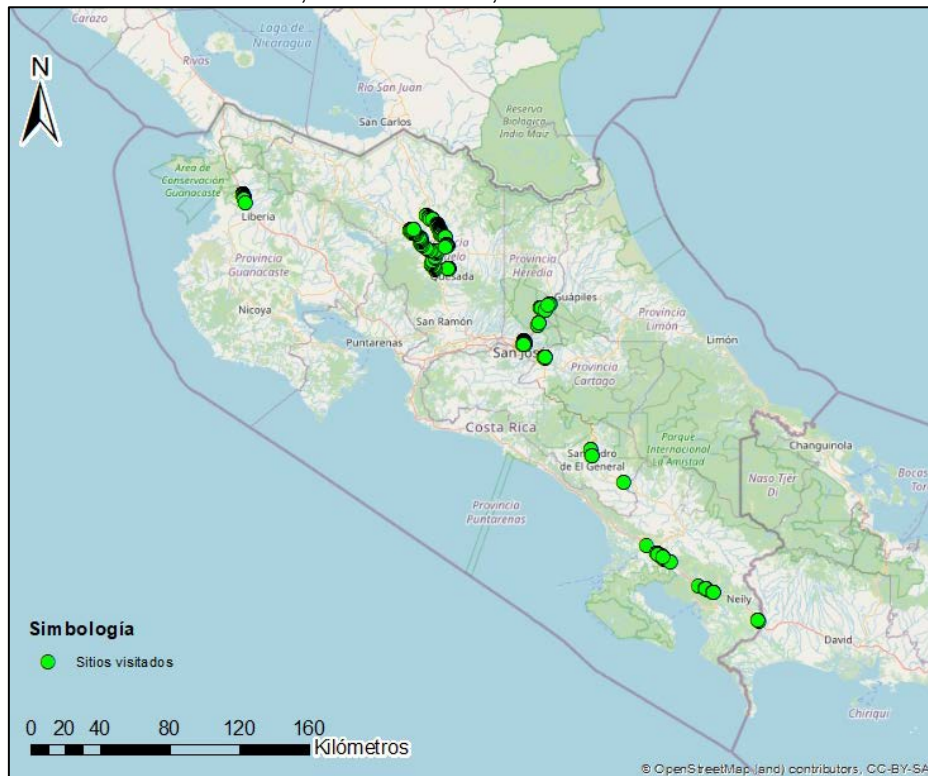 Carazo
Rivas
Lago de
Nicaragua
N
Río San Juan
San Carlos
Reserva
Biológica
Indio Maíz
Área de
Conservación
Guanacaste
Liberia
Provincia
Guanacaste
Nicoya
Quesada
Provincia
Heredia
Guápiles
Provincia
Limón
San Ramón
Puntarenas
San José
Limón
Provincia
Cartago
Costa Rica
Parque
Internacional
La Amistad
Changuinola
San Isidro
de El General
Naso Tjër
Di
Bocas
Provincia
Puntarenas
Neily
David
Chiriquí
Simbología
Sitios visitados
0 20 40 80 120 160
Kilómetros
© OpenStreetMap (and) contributors, CC-BY-SA